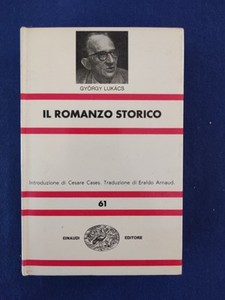 GYÖRGY LUKÁCS
IL ROMANZO STORICO
Introduzione di Cesare Cases. Traduzione di Eraldo Arnaud.
61
EINAUDI EDITORE